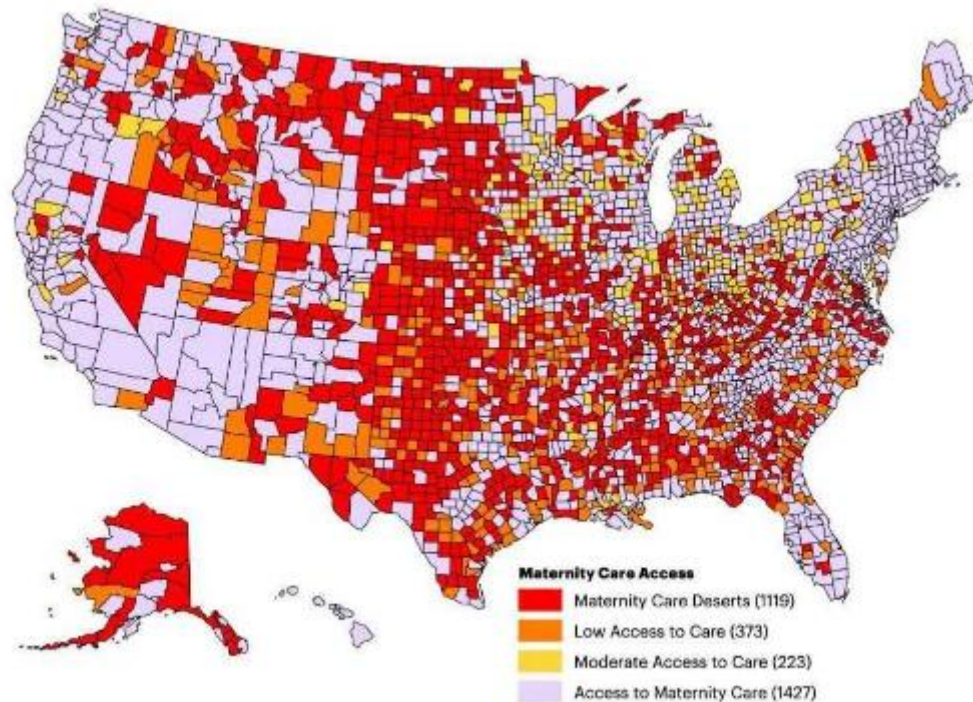 Maternity Care Access
Maternity Care Deserts (1119)
Low Access to Care (373)
Moderate Access to Care (223)
Access to Maternity Care (1427)